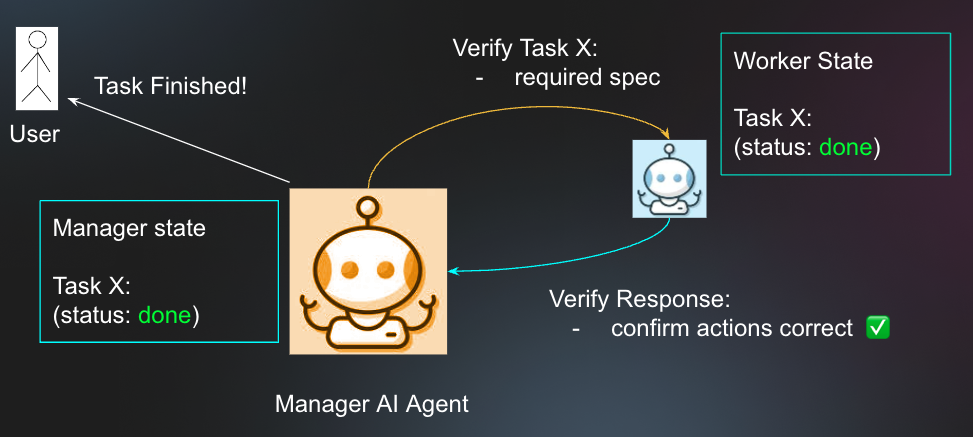 Verify Task X:
- required spec
Worker State
Task Finished!
Task X:
(status: done)
User
Manager state
Task X:
(status: done)
Verify Response:
- confirm actions correct ✅
Manager AI Agent